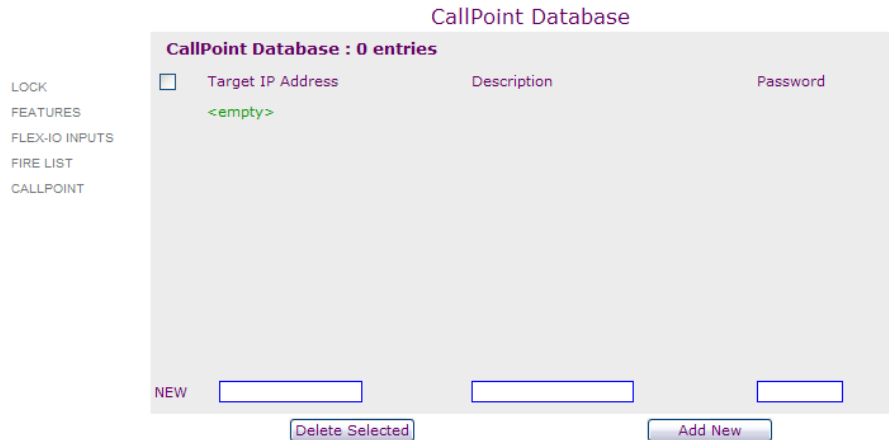 CallPoint Database
CallPoint Database : 0 entries
LOCK
FEATURES
FLEX-IO INPUTS
FIRE LIST
CALLPOINT
Target IP Address Description Password
<empty>
NEW
Delete Selected Add New